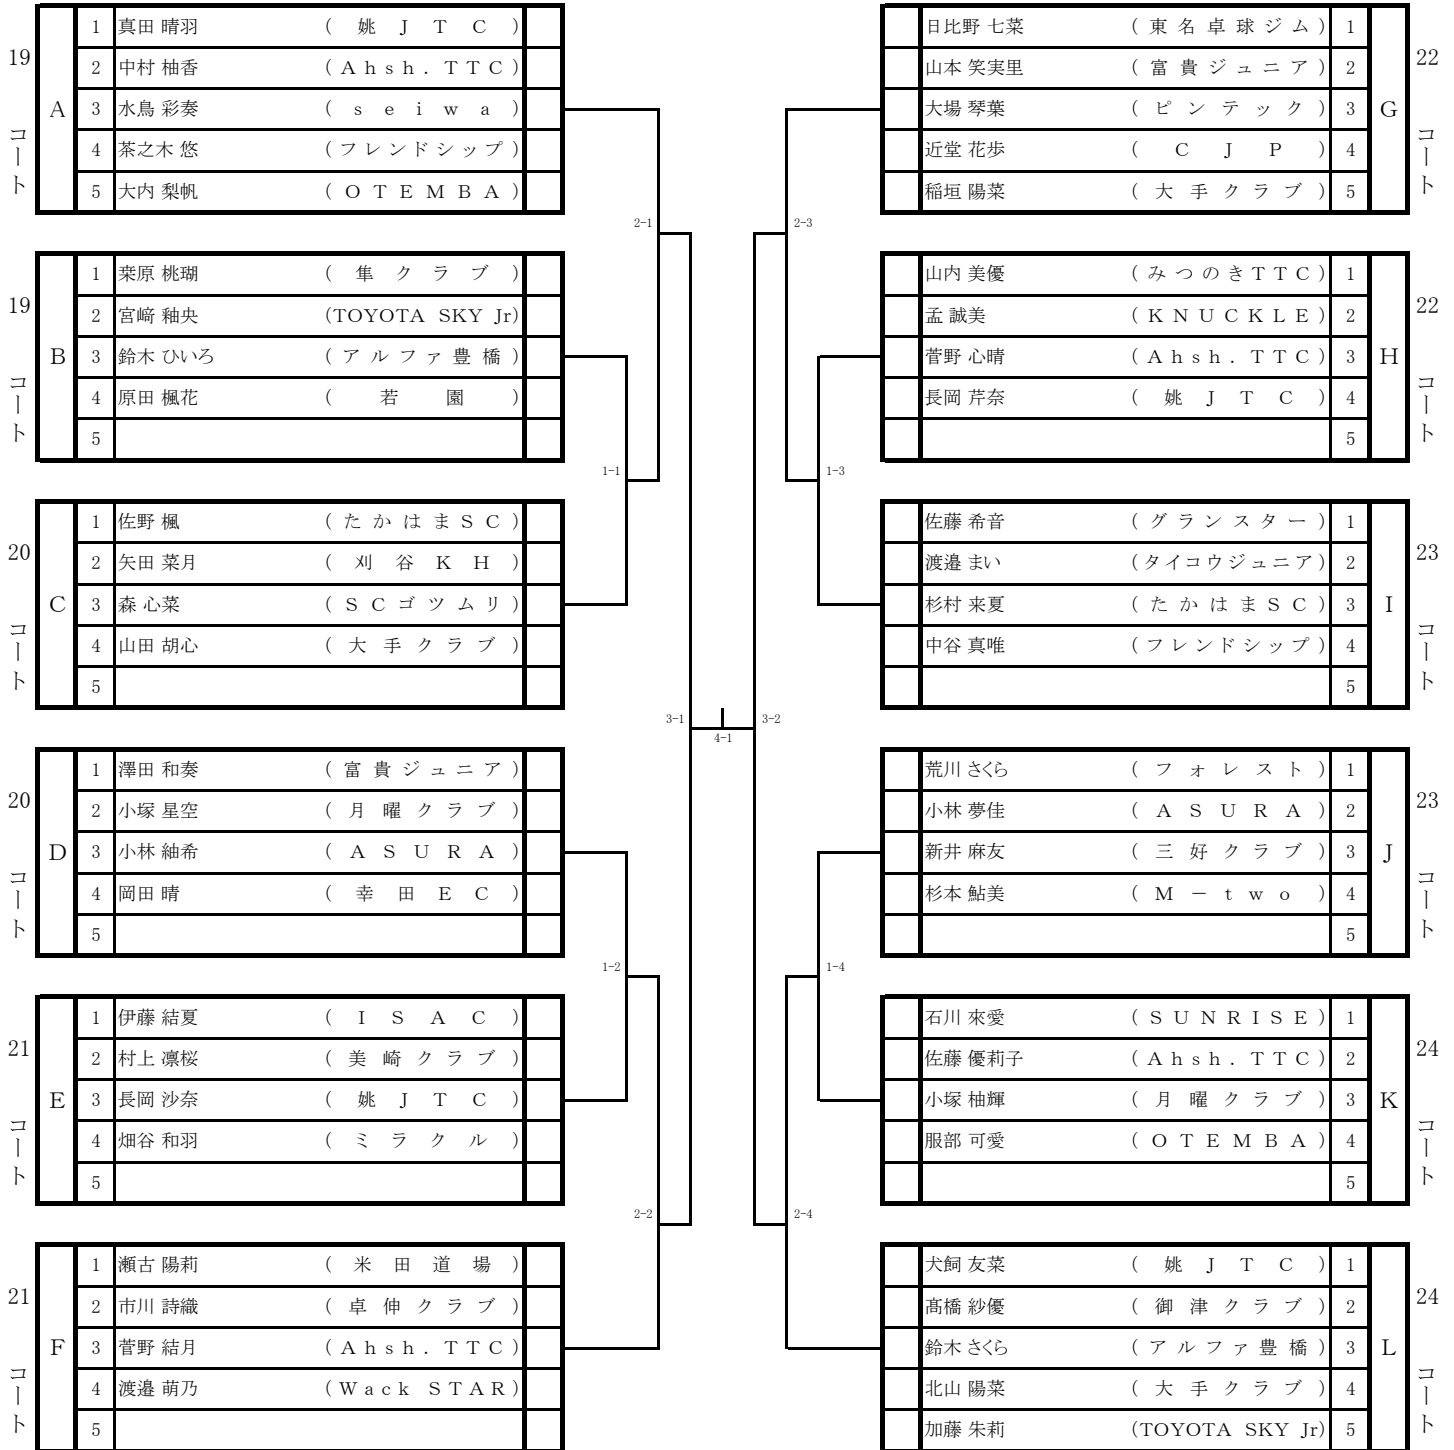 19 コート
A
1 真田 晴羽 (姚JTC)
2 中村 柚香 (Ahsh.TTC)
3 水鳥 彩奏 (seiwa)
4 茶之木 悠 (フレンドシップ)
5 大内 梨帆 (OTEMBA)
19 コート
B
1 桒原 桃瑚 (隼クラブ)
2 宮﨑 釉央 (TOYOTA SKY Jr)
3 鈴木 ひいろ (アルファ豊橋)
4 原田 楓花 (若園)
5
20 コート
C
1 佐野 楓 (たかはまSC)
2 矢田 菜月 (刈谷KH)
3 森 心菜 (SCゴツムリ)
4 山田 胡心 (大手クラブ)
5
20 コート
D
1 澤田 和奏 (富貴ジュニア)
2 小塚 星空 (月曜クラブ)
3 小林 紬希 (ASURA)
4 岡田 晴 (幸田EC)
5
21 コート
E
1 伊藤 結夏 (ISAC)
2 村上 凛桜 (美崎クラブ)
3 長岡 沙奈 (姚JTC)
4 畑谷 和羽 (ミラクル)
5
21 コート
F
1 瀬古 陽莉 (米田道場)
2 市川 詩織 (卓伸クラブ)
3 菅野 結月 (Ahsh.TTC)
4 渡邉 萌乃 (Wack STAR)
5
2-1
1-1
3-1
1-2
2-2
4-1
2-3
1-3
3-2
1-4
2-4
日比野 七菜 (東名卓球ジム) 1
山本 笑実里 (富貴ジュニア) 2
大場 琴葉 (ピンテック) 3
近堂 花歩 (CJP) 4
稲垣 陽菜 (大手クラブ) 5
G
22 コート
山内 美優 (みつのきTTC) 1
孟 誠美 (KNUCKLE) 2
菅野 心晴 (Ahsh.TTC) 3
長岡 芹奈 (姚JTC) 4
5
H
22 コート
佐藤 希音 (グランスター) 1
渡邉 まい (タイコウジュニア) 2
杉村 来夏 (たかはまSC) 3
中谷 真唯 (フレンドシップ) 4
5
I
23 コート
荒川 さくら (フォレスト) 1
小林 夢佳 (ASURA) 2
新井 麻友 (三好クラブ) 3
杉本 鮎美 (M-two) 4
5
J
23 コート
石川 來愛 (SUNRISE) 1
佐藤 優莉子 (Ahsh.TTC) 2
小塚 柚輝 (月曜クラブ) 3
服部 可愛 (OTEMBA) 4
5
K
24 コート
犬飼 友菜 (姚JTC) 1
髙橋 紗優 (御津クラブ) 2
鈴木 さくら (アルファ豊橋) 3
北山 陽菜 (大手クラブ) 4
加藤 朱莉 (TOYOTA SKY Jr) 5
L
24 コート